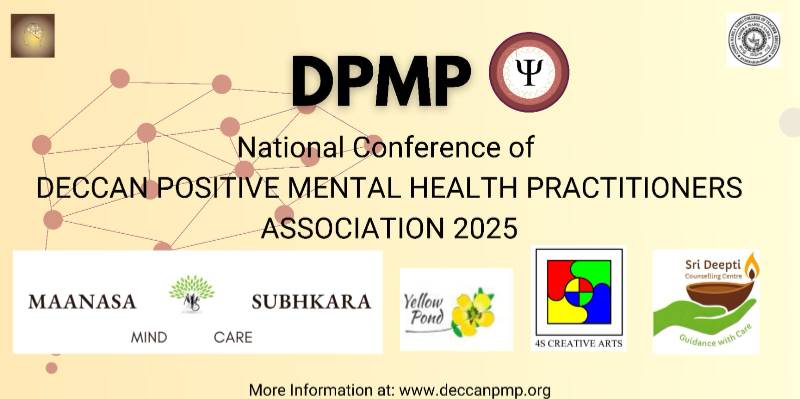 DPMP Ψ
National Conference of
DECCAN POSITIVE MENTAL HEALTH PRACTITIONERS
ASSOCIATION 2025
MAANASA MS SUBHKARA
MIND CARE
Yellow
Pond
4S CREATIVE ARTS
Sri Deepti
Counselling Centre
Guidance with Care
More Information at: www.deccanpmp.org